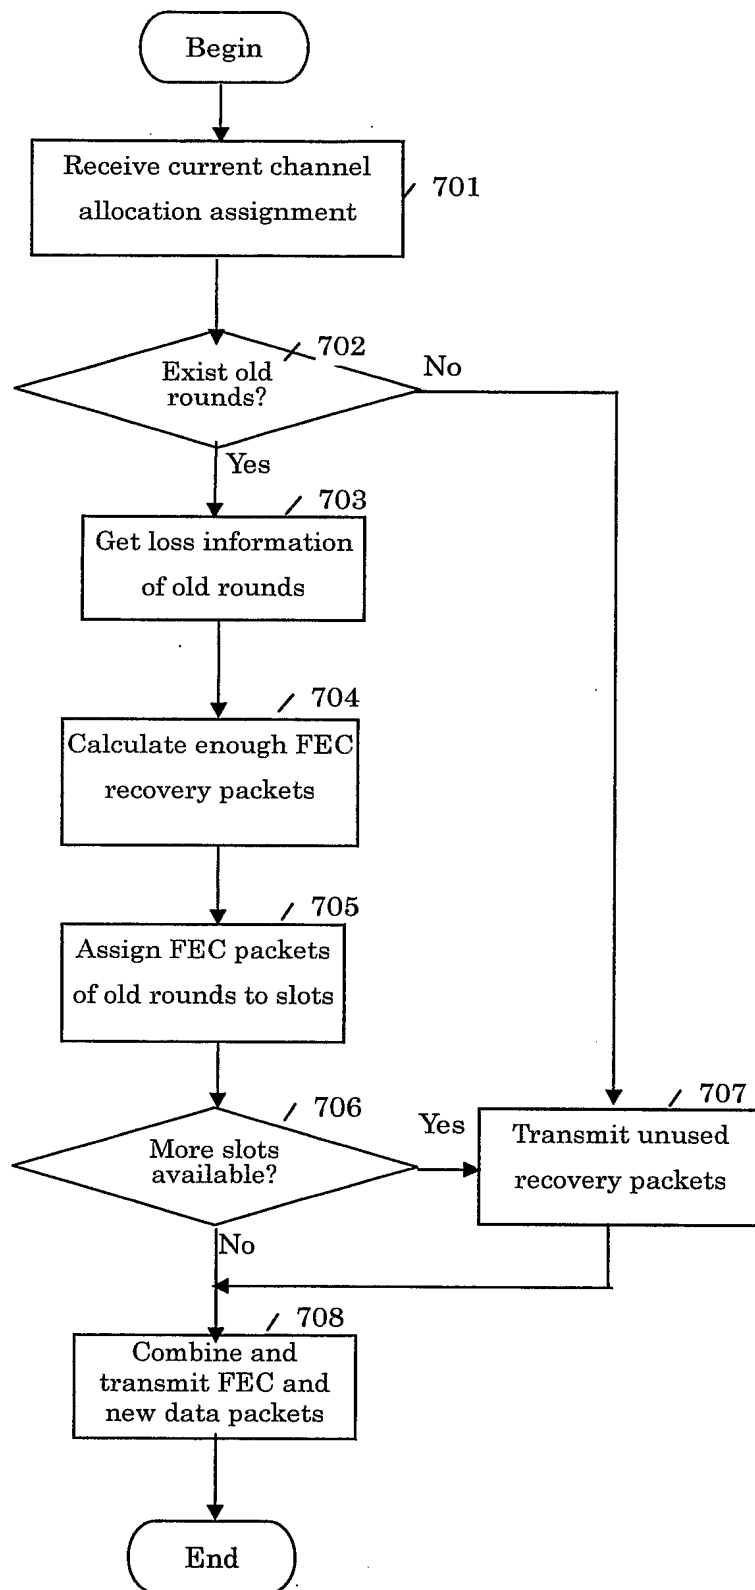 Begin
Receive current channel
allocation assignment
701
702
Exist old
rounds?
No
Yes
703
Get loss information
of old rounds
704
Calculate enough FEC
recovery packets
705
Assign FEC packets
of old rounds to slots
706
More slots
available?
Yes
707
Transmit unused
recovery packets
No
708
Combine and
transmit FEC and
new data packets
End